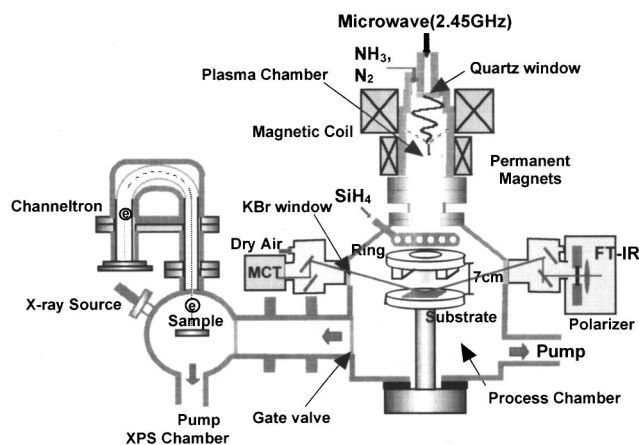 Microwave(2.45GHz)
NH3,
N2
Quartz window
Plasma Chamber
Magnetic Coil
Permanent
Magnets
SiH4
KBr window
Channeltron
e
Dry Air
Ring
FT-IR
MCT
7cm
X-ray Source
e
Sample
Substrate
Polarizer
Pump
Process Chamber
Gate valve
Pump
XPS Chamber